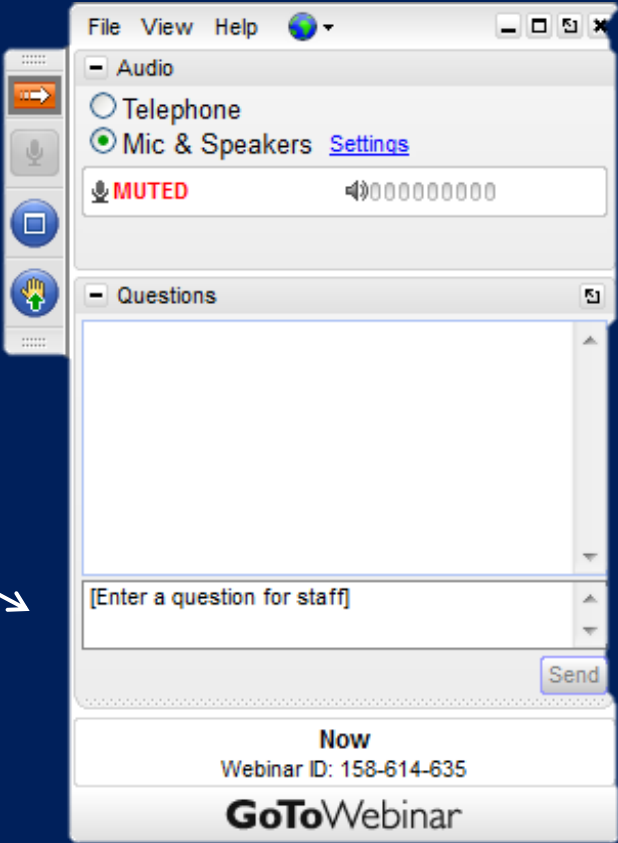 File View Help
Audio
Telephone
Mic & Speakers Settings
MUTED
Questions
[Enter a question for staff]
Send
Now
Webinar ID: 158-614-635
GoToWebinar